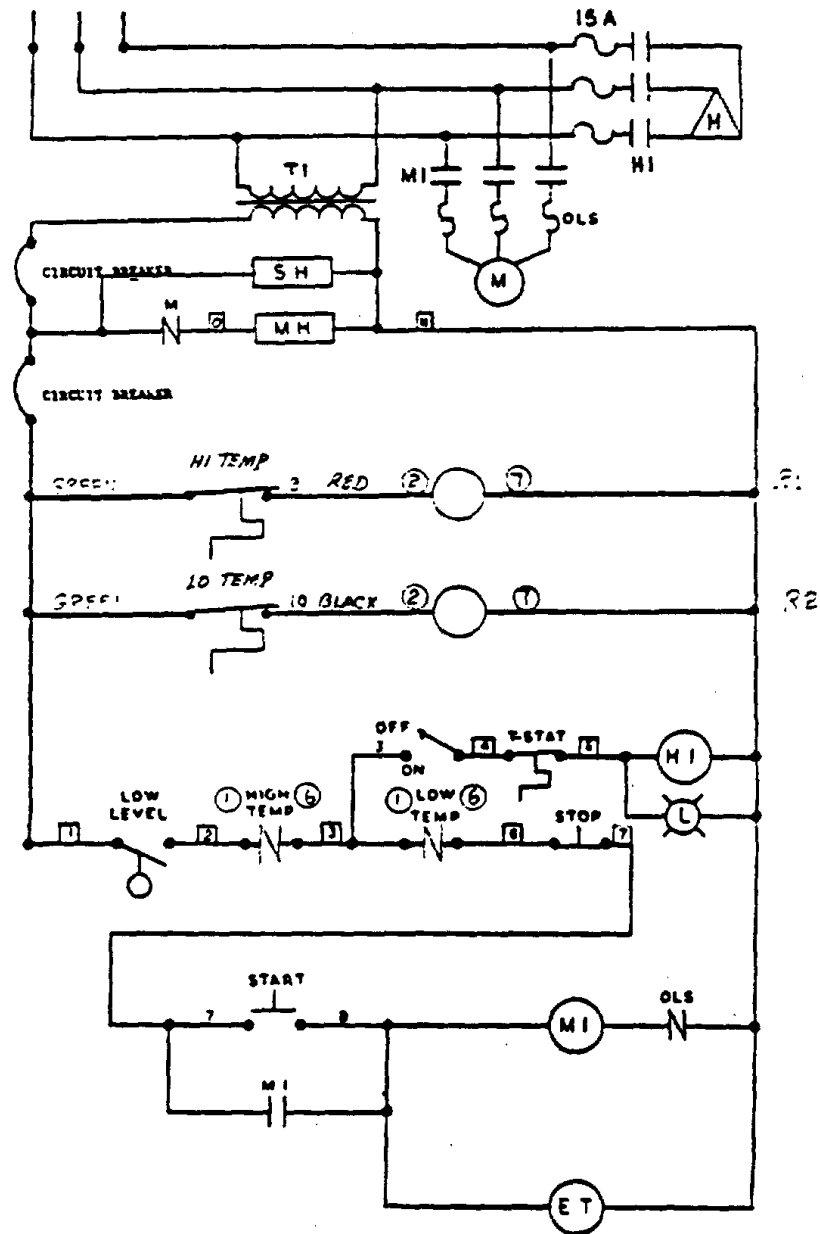 15A
H
T1
M1
H1
OLS
M
CIRCUIT BREAKER
SH
M
MH
CIRCUIT BREAKER
HI TEMP
3 RED 2 7
LO TEMP
10 BLACK 2 7
R2
OFF
3
4
T-STAT
5
H1
ON
LOW
LEVEL
1 HIGH 6
TEMP
1 LOW 6
TEMP
STOP
L
1
2
3
6
7
START
OLS
7
M1
M1
ET